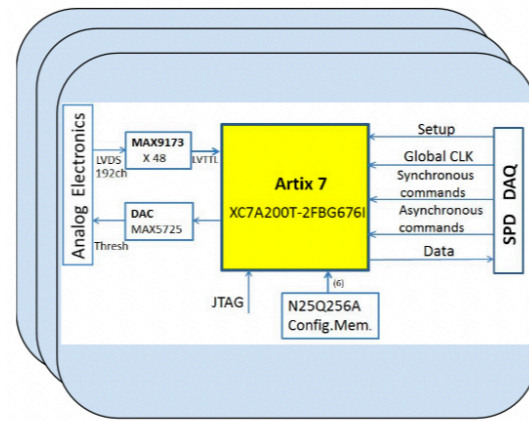 Analog Electronics
MAX9173
X 48
LVDS
192ch
LVTTL
DAC
MAX5725
Thresh
Artix 7
XC7A200T-2FBG676I
JTAG
(6)
N25Q256A
Config.Mem.
Setup
Global CLK
Synchronous
commands
Asynchronous
commands
Data
SPD DAQ